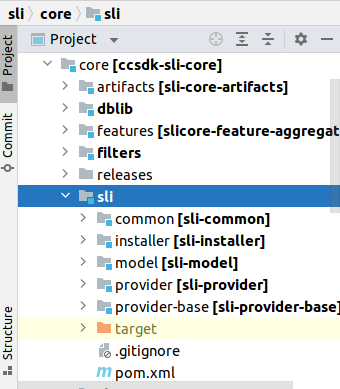 sli core sli
Project
Project
Commit
Structure
core [ccsdk-sli-core]
artifacts [sli-core-artifacts]
dblib
features [slicore-feature-aggregat
filters
releases
sli
common [sli-common]
installer [sli-installer]
model [sli-model]
provider [sli-provider]
provider-base [sli-provider-base]
target
.gitignore
pom.xml